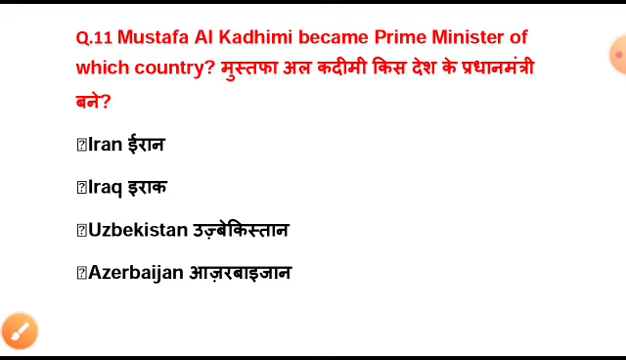 Q.11 Mustafa Al Kadhimi became Prime Minister of
which country? मुस्तफा अल कदीमी किस देश के प्रधानमंत्री
बने?
⍰Iran ईरान
⍰Iraq इराक
⍰Uzbekistan उज़्बेकिस्तान
⍰Azerbaijan आज़रबाइजान